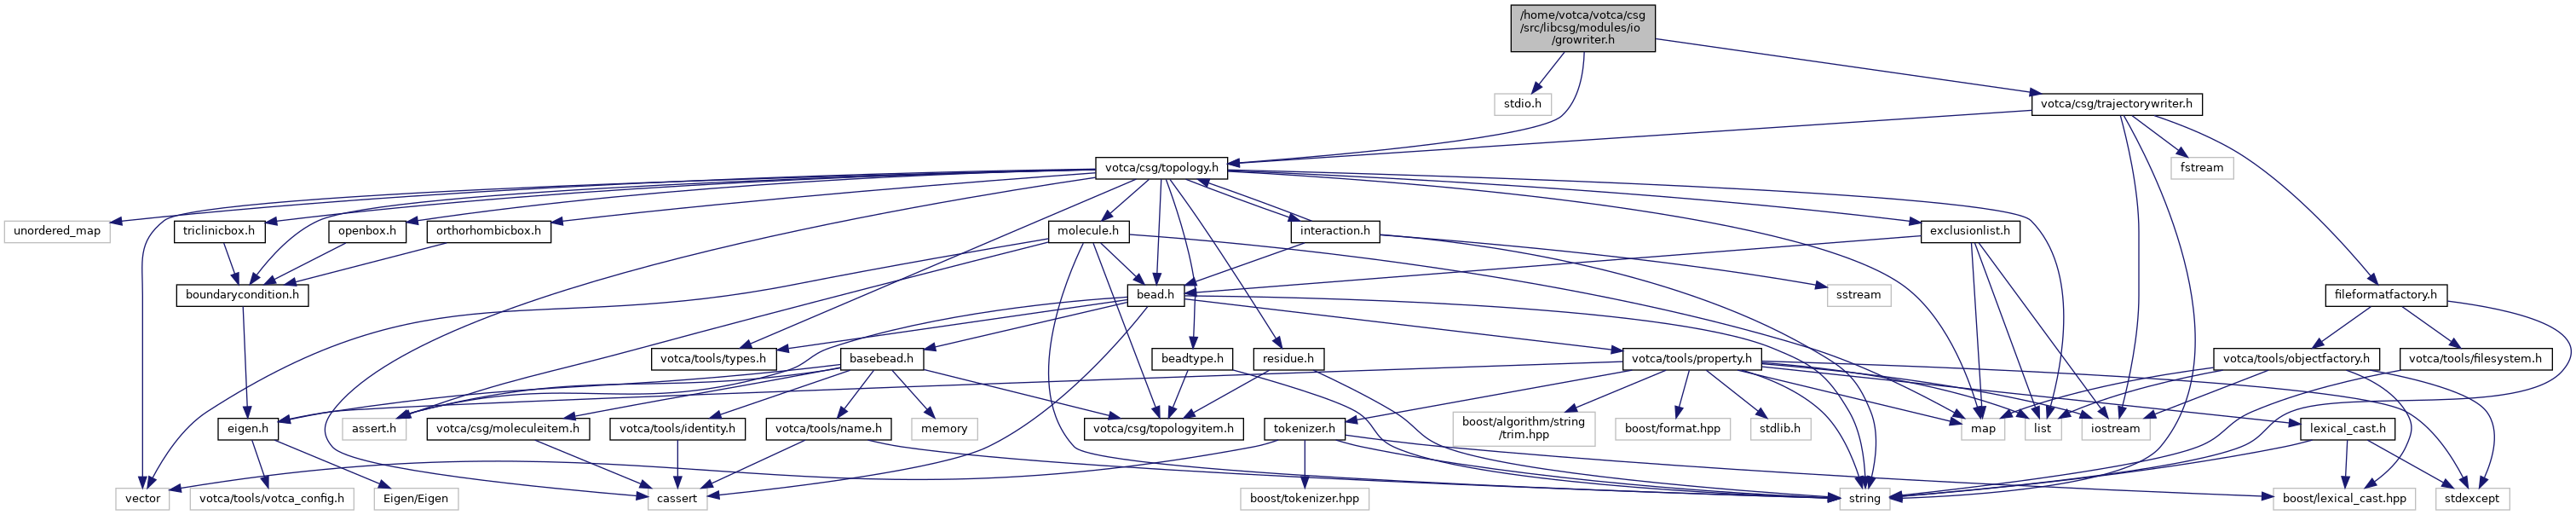 /home/votca/votca/csg
/src/libcsg/modules/io
/growriter.h
stdio.h
votca/csg/trajectorywriter.h
votca/csg/topology.h
fstream
unordered_map
triclinicbox.h
openbox.h
orthorhombicbox.h
molecule.h
interaction.h
exclusionlist.h
boundarycondition.h
bead.h
sstream
fileformatfactory.h
votca/tools/types.h
basebead.h
beadtype.h
residue.h
votca/tools/property.h
votca/tools/objectfactory.h
votca/tools/filesystem.h
eigen.h
assert.h
votca/csg/moleculeitem.h
votca/tools/identity.h
votca/tools/name.h
memory
votca/csg/topologyitem.h
tokenizer.h
boost/algorithm/string
/trim.hpp
boost/format.hpp
stdlib.h
map
list
iostream
lexical_cast.h
vector
votca/tools/votca_config.h
Eigen/Eigen
cassert
boost/tokenizer.hpp
string
boost/lexical_cast.hpp
stdexcept